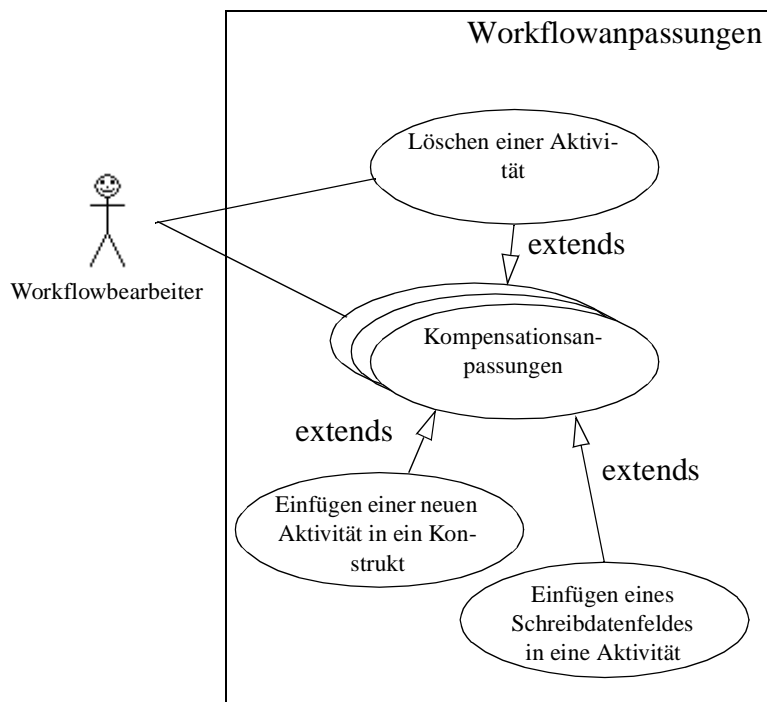 Workflowanpassungen
Löschen einer Aktivi-
tät
extends
Workflowbearbeiter
Kompensationsan-
passungen
extends
extends
Einfügen einer neuen
Aktivität in ein Kon-
strukt
Einfügen eines
Schreibdatenfeldes
in eine Aktivität